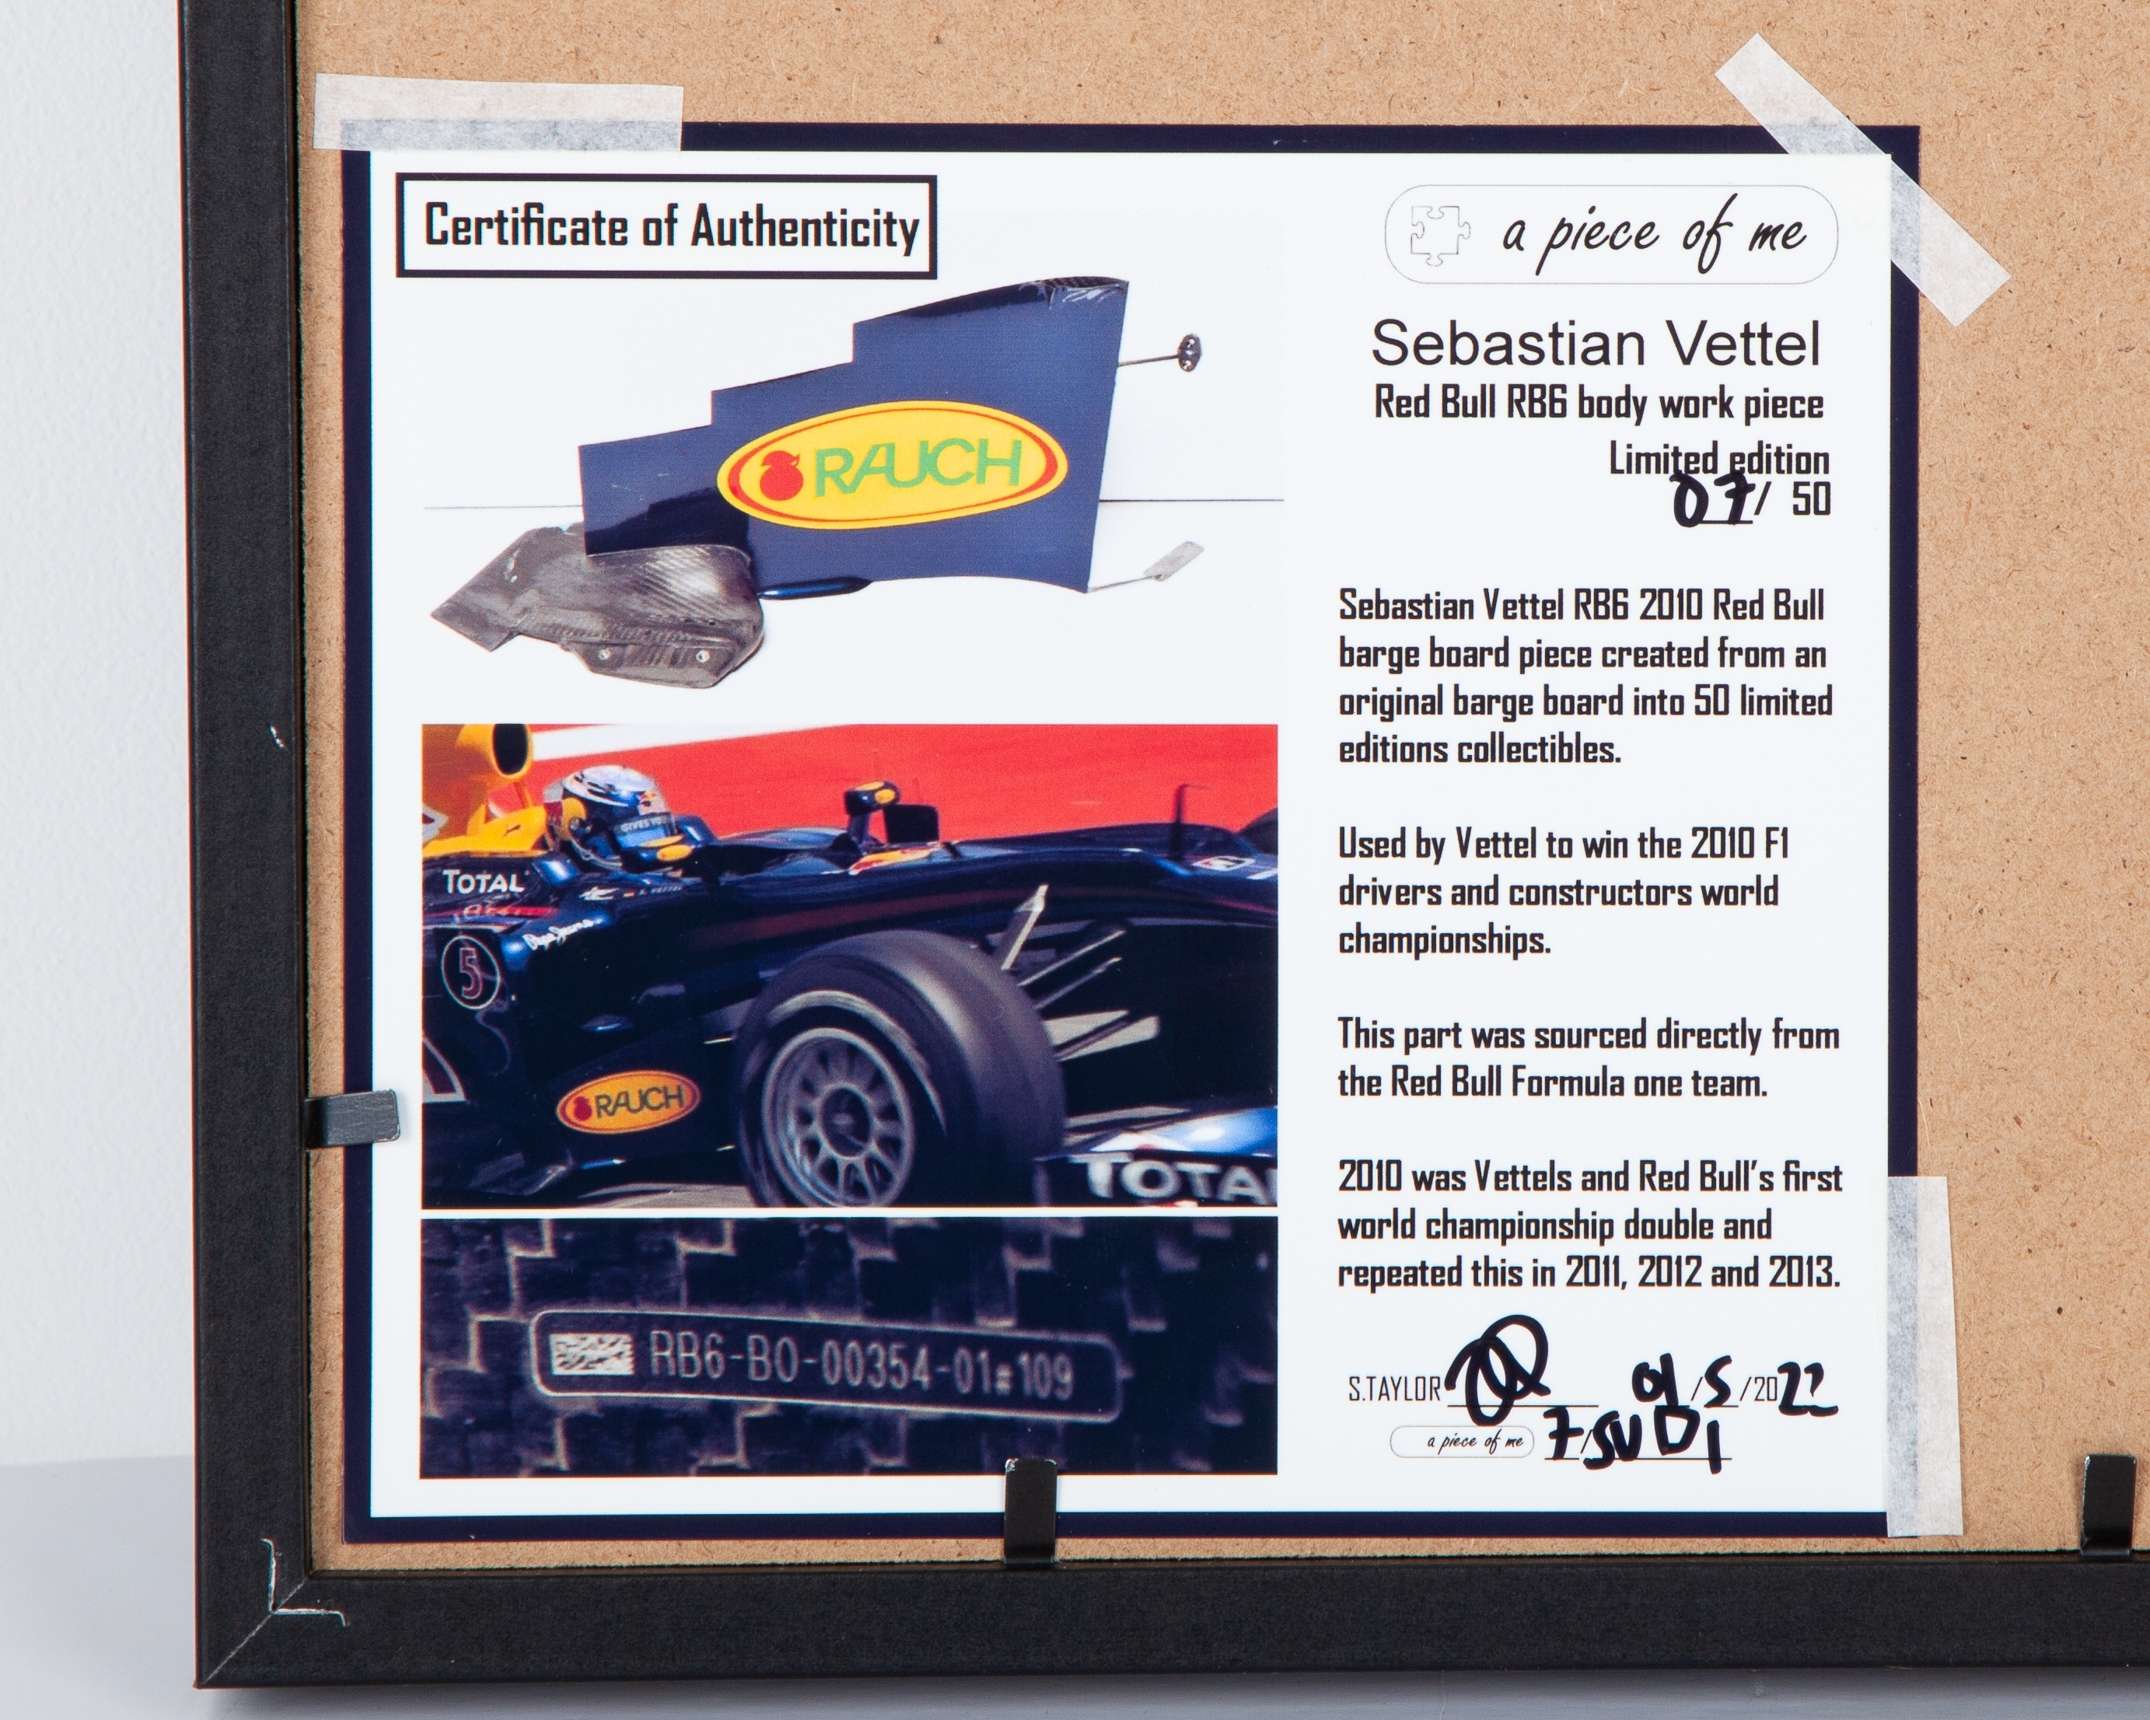 Certificate of Authenticity
RAUCH
TOTAL
Pepe Jeans
5
RAUCH
TOTA
RB6-BO-00354-01#109
a piece of me
Sebastian Vettel
Red Bull RB6 body work piece
Limited edition
07/ 50
Sebastian Vettel RB6 2010 Red Bull
barge board piece created from an
original barge board into 50 limited
editions collectibles.
Used by Vettel to win the 2010 F1
drivers and constructors world
championships.
This part was sourced directly from
the Red Bull Formula one team.
2010 was Vettels and Red Bull's first
world championship double and
repeated this in 2011, 2012 and 2013.
S.TAYLOR 01/5/2022
a piece of me 7/SVD1